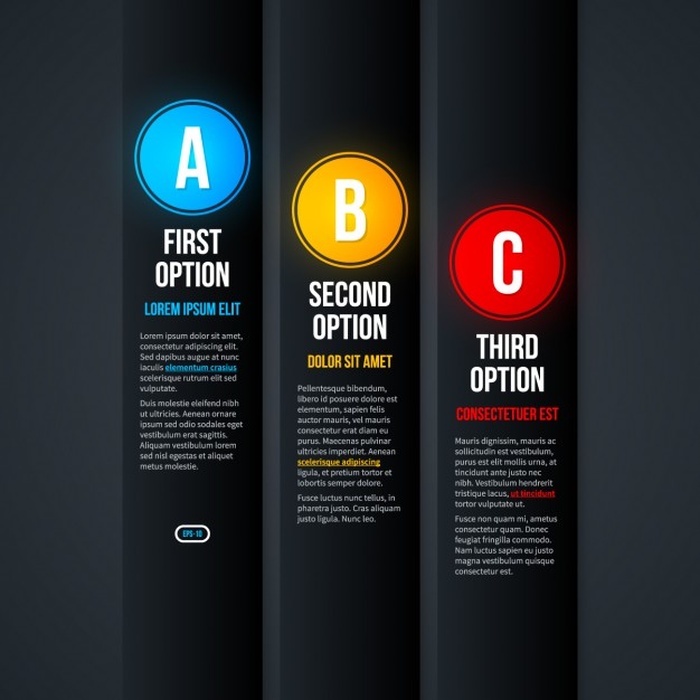 A
FIRST
OPTION
LOREM IPSUM ELIT
Lorem ipsum dolor sit amet,
consectetur adipiscing elit.
Sed dapibus augue at nunc
iaculis elementum crasius
scelerisque rutrum elit sed
vulputate.
Duis molestie eleifend nibh
ut ultricies. Aenean ornare
ipsum sed odio sodales eget
vestibulum erat sagittis.
Aliquam vestibulum lorem
sed nisl egestas et aliquam
metus molestie.
EPS-10
B
SECOND
OPTION
DOLOR SIT AMET
Pellentesque bibendum,
libero id posuere dolore est
elementum, sapien felis
auctor mauris, vel mauris
consectetur erat diam eu
purus. Maecenas pulvinar
ultricies imperdiet. Aenean
scelerisque adipiscing
ligula, et pretium tortor et
lobortis semper dolore.
Fusce luctus nunc tellus, in
pharetra justo. Cras aliquam
justo ligula. Nunc leo.
C
THIRD
OPTION
CONSECTETUER EST
Mauris dignissim, mauris ac
sollicitudin est vestibulum,
purus est elit mollis urna, at
tincidunt ante justo nec
nibh. Vestibulum hendrerit
tristique lacus, ut tincidunt
tortor vulputate ut.
Fusce non quam mi, ametus
consectetur quam. Donec
feugiat fringilla commodo.
Nam luctus sapien eu justo
magna vestibulum quisque
consectetur est.